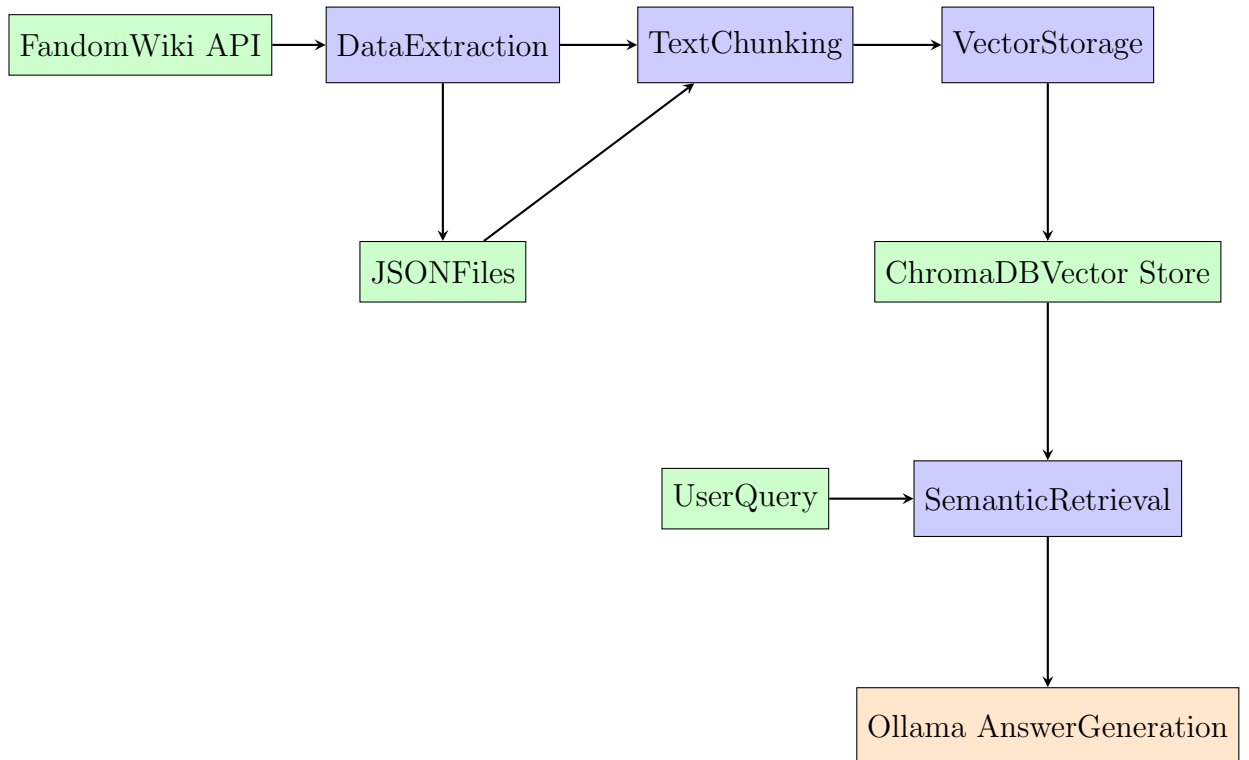 FandomWiki API
DataExtraction
TextChunking
VectorStorage
JSONFiles
ChromaDBVector Store
UserQuery
SemanticRetrieval
Ollama AnswerGeneration